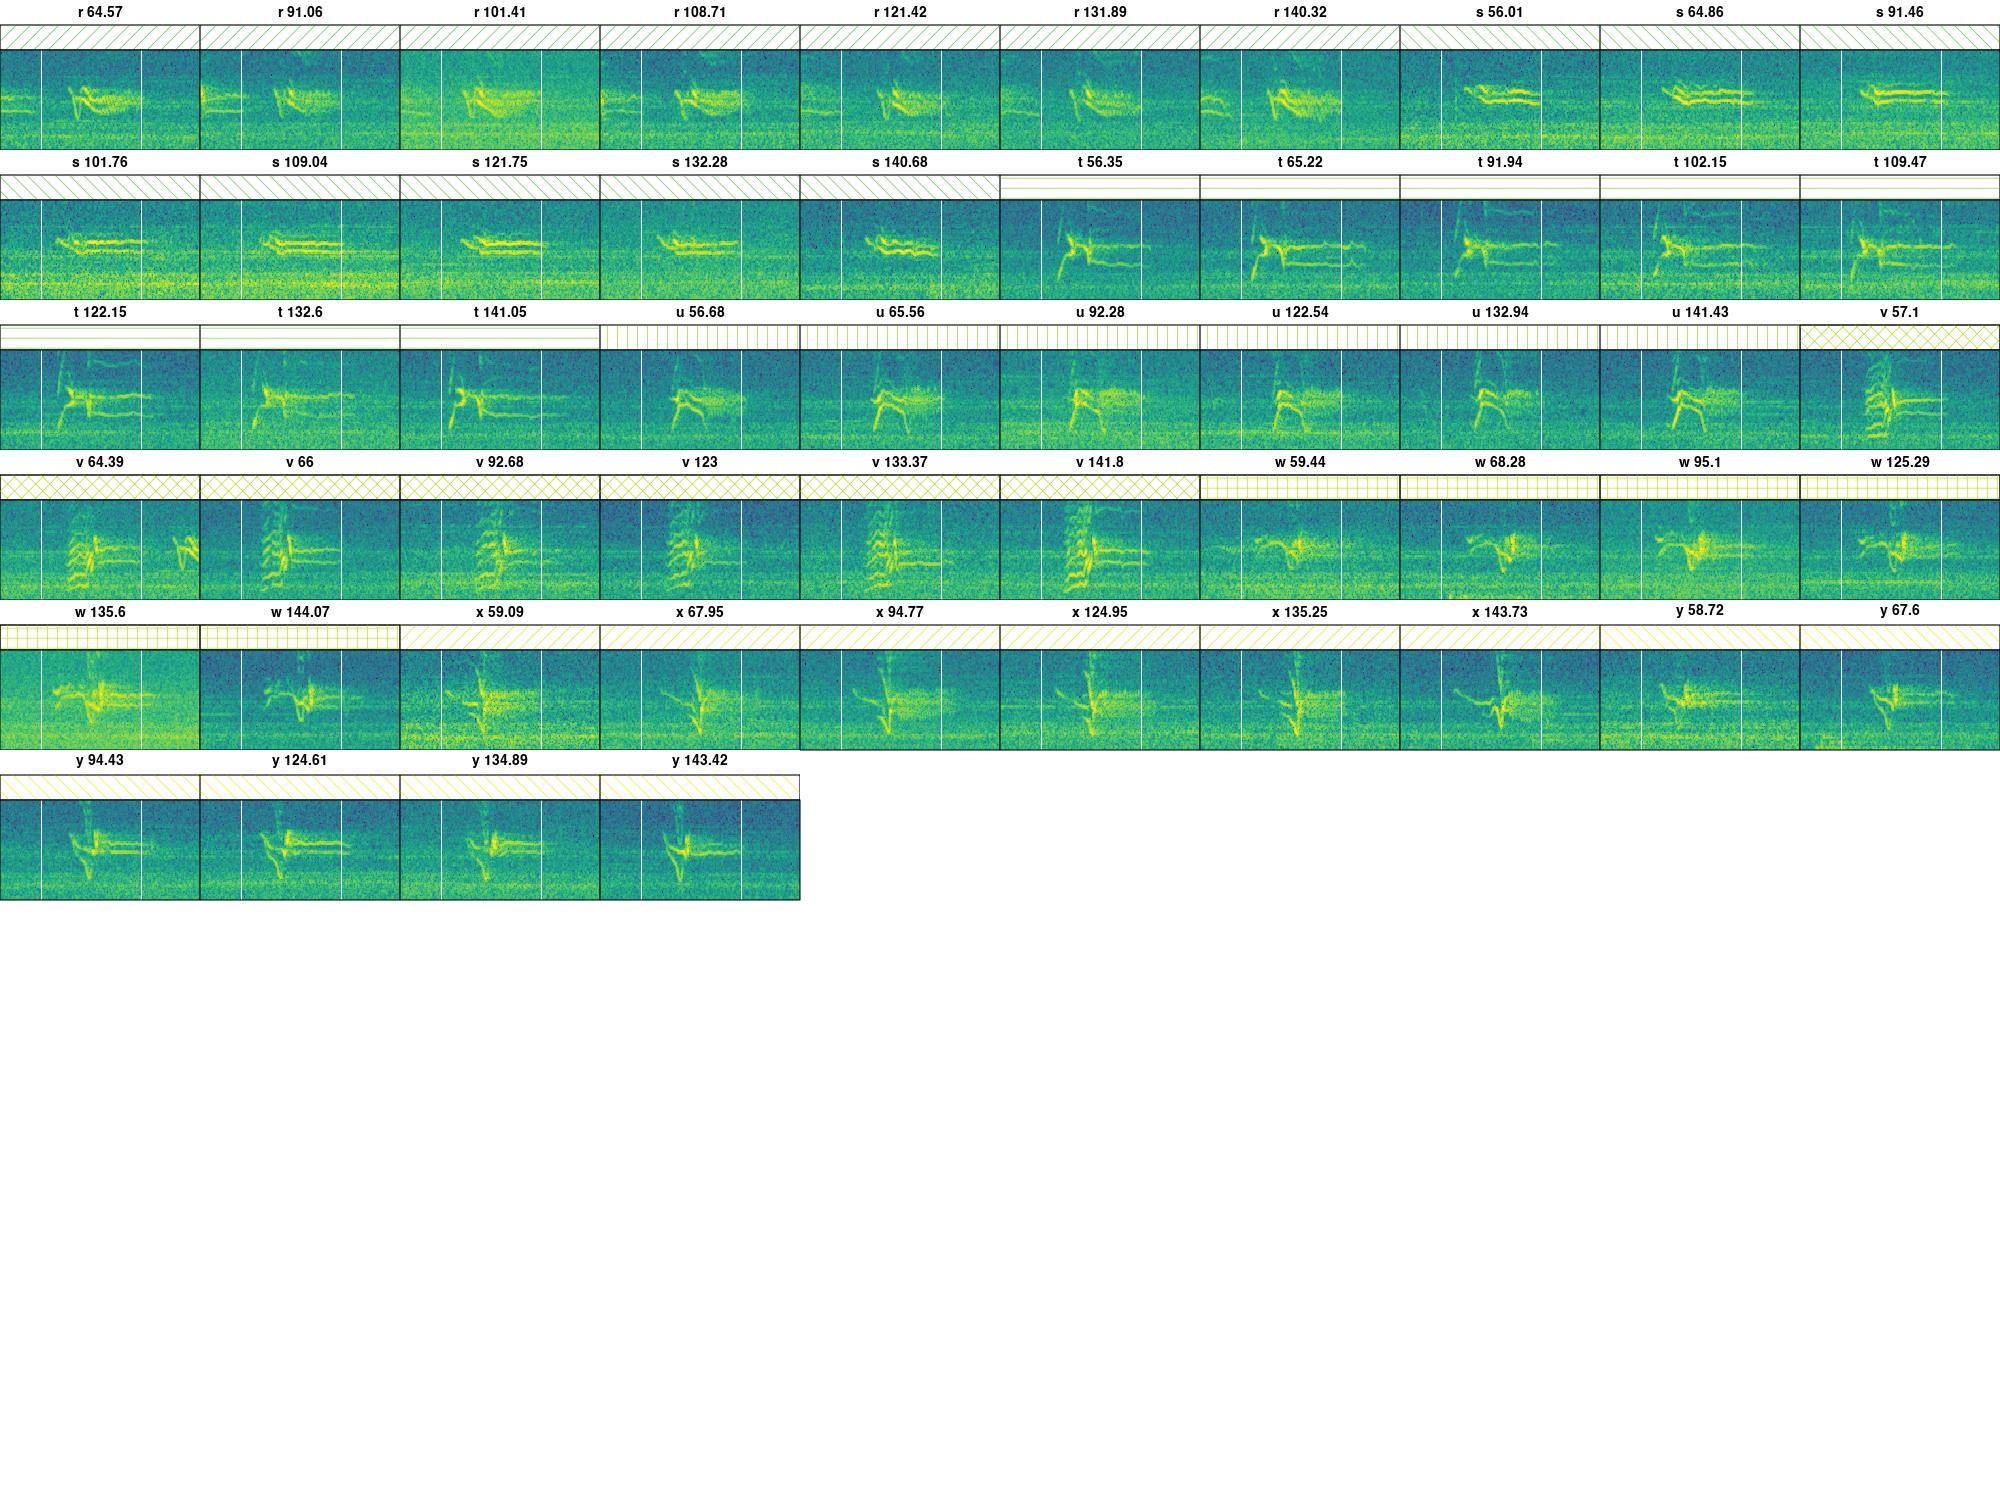 r 64.57 r 91.06 r 101.41 r 108.71 r 121.42 r 131.89 r 140.32 s 56.01 s 64.86 s 91.46
s 101.76 s 109.04 s 121.75 s 132.28 s 140.68 t 56.35 t 65.22 t 91.94 t 102.15 t 109.47
t 122.15 t 132.6 t 141.05 u 56.68 u 65.56 u 92.28 u 122.54 u 132.94 u 141.43 v 57.1
v 64.39 v 66 v 92.68 v 123 v 133.37 v 141.8 w 59.44 w 68.28 w 95.1 w 125.29
w 135.6 w 144.07 x 59.09 x 67.95 x 94.77 x 124.95 x 135.25 x 143.73 y 58.72 y 67.6
y 94.43 y 124.61 y 134.89 y 143.42